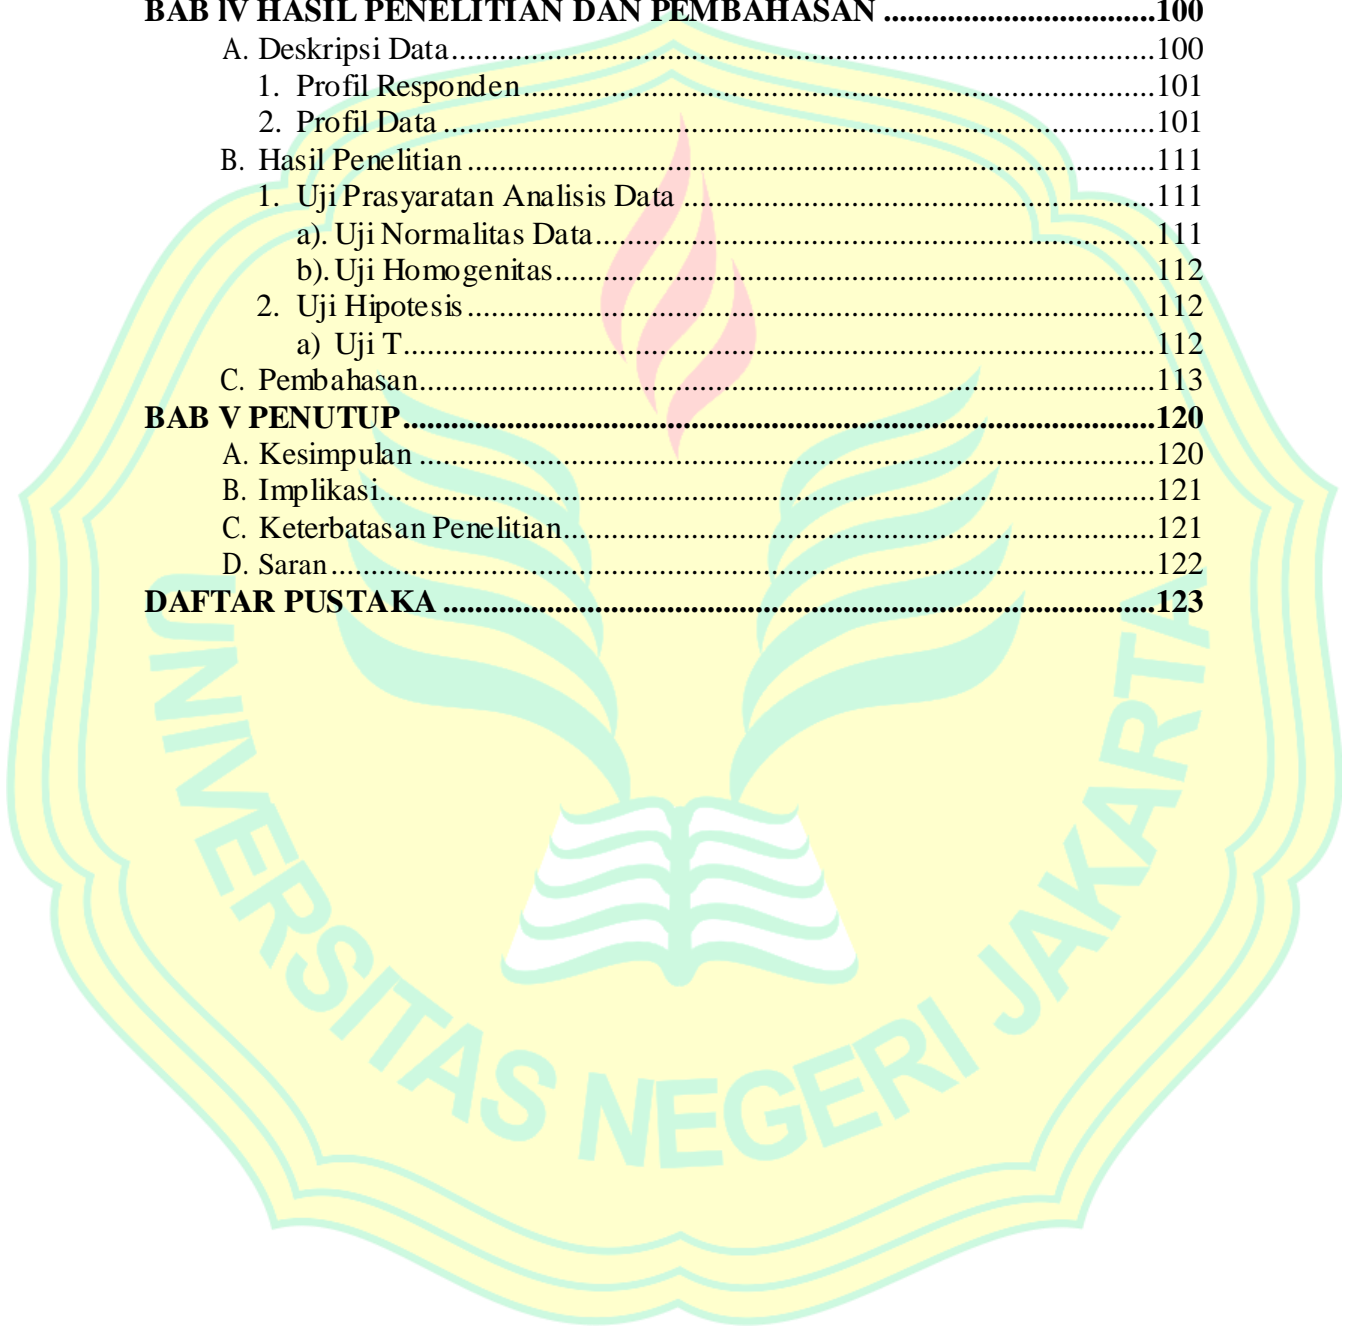 BAB IV HASIL PENELITIAN DAN PEMBAHASAN ..................................100
A. Deskripsi Data..........................................................................................100
1. Profil Responden.................................................................................101
2. Profil Data ...........................................................................................101
B. Hasil Penelitian ........................................................................................111
1. Uji Prasyaratan Analisis Data .............................................................111
a). Uji Normalitas Data........................................................................111
b). Uji Homogenitas.............................................................................112
2. Uji Hipotesis ........................................................................................112
a) Uji T................................................................................................112
C. Pembahasan..............................................................................................113
BAB V PENUTUP..............................................................................................120
A. Kesimpulan ..............................................................................................120
B. Implikasi...................................................................................................121
C. Keterbatasan Penelitian............................................................................121
D. Saran.........................................................................................................122
DAFTAR PUSTAKA .........................................................................................123
UNIVERSITAS NEGERI JAKARTA